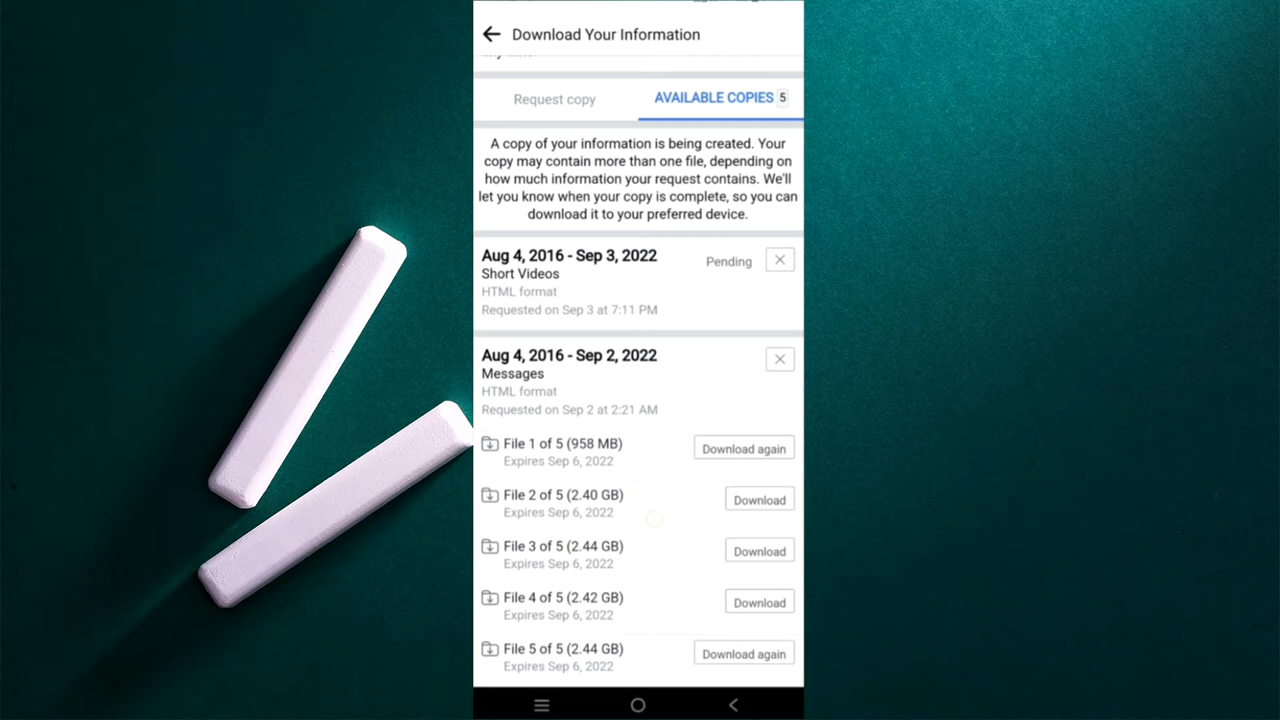 Download Your Information
Request copy
AVAILABLE COPIES 5
A copy of your information is being created. Your
copy may contain more than one file, depending on
how much information your request contains. We'll
let you know when your copy is complete, so you can
download it to your preferred device.
Aug 4, 2016 - Sep 3, 2022
Pending
Short Videos
HTML format
Requested on Sep 3 at 7:11 PM
Aug 4, 2016 - Sep 2, 2022
Messages
HTML format
Requested on Sep 2 at 2:21 AM
File 1 of 5 (958 MB)
Expires Sep 6, 2022
Download again
File 2 of 5 (2.40 GB)
Expires Sep 6, 2022
Download
File 3 of 5 (2.44 GB)
Expires Sep 6, 2022
Download
File 4 of 5 (2.42 GB)
Expires Sep 6, 2022
Download
File 5 of 5 (2.44 GB)
Expires Sep 6, 2022
Download again